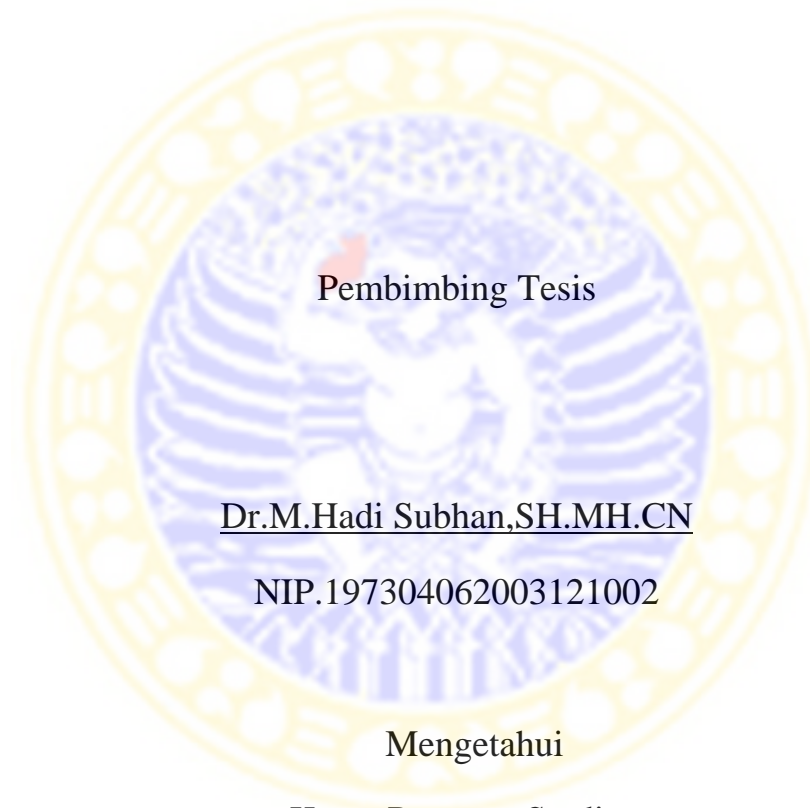 Pembimbing Tesis
Dr.M.Hadi Subhan,SH.MH.CN
NIP.197304062003121002
Mengetahui